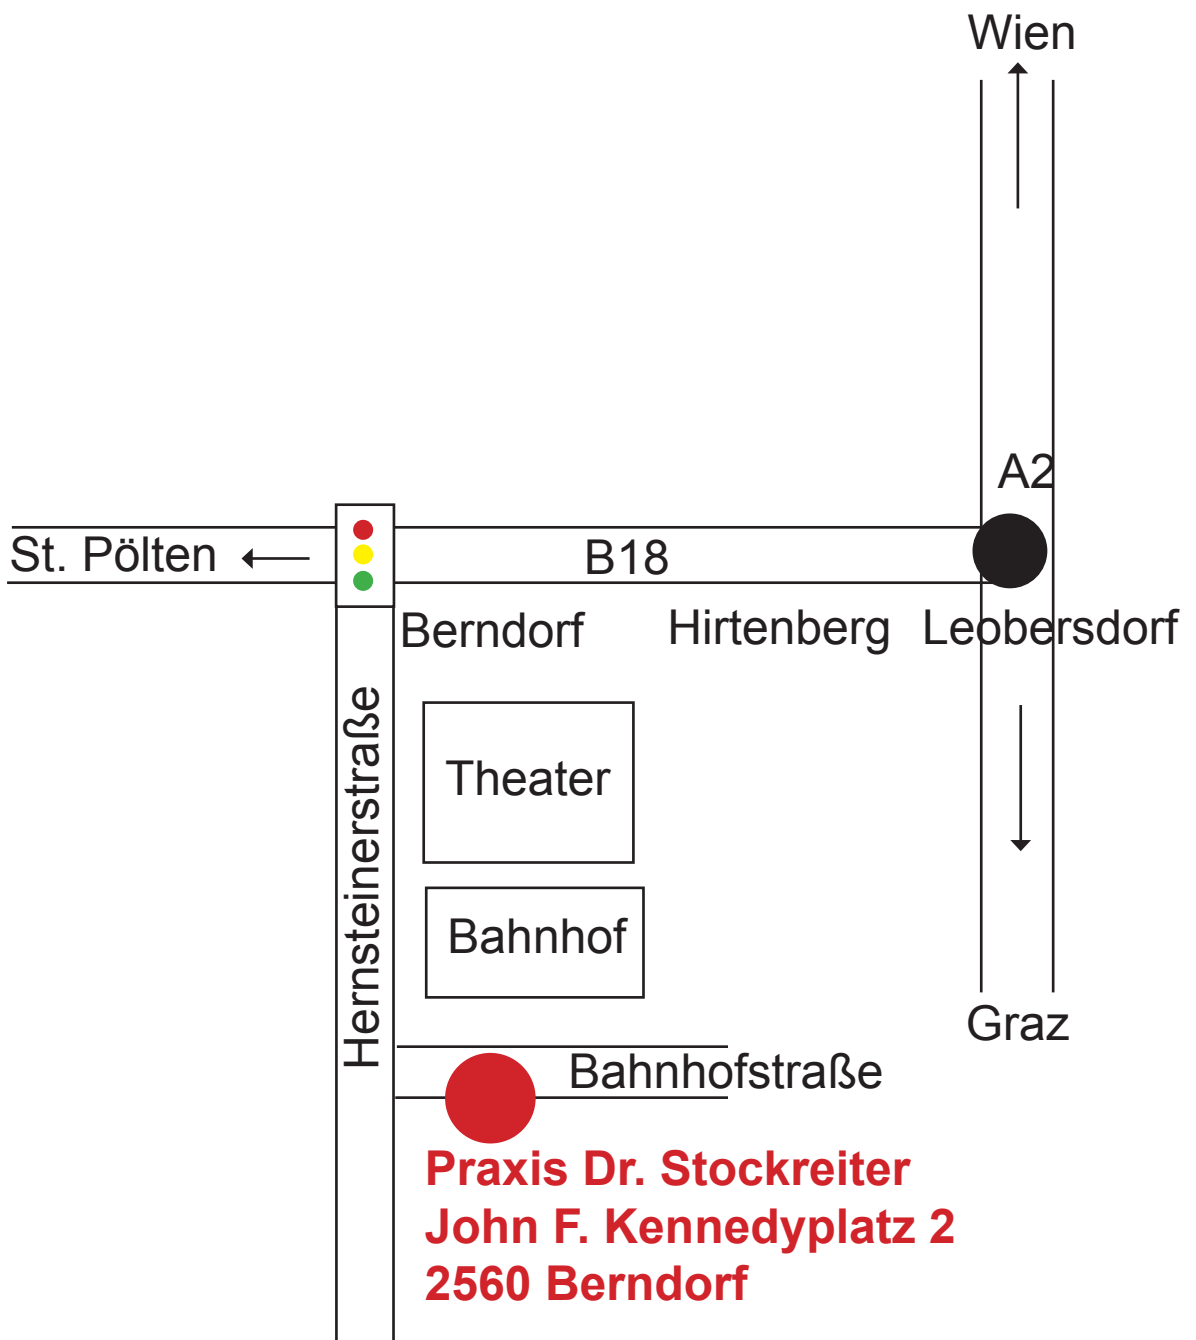 Wien
A2
St. Pölten
B18
Berndorf
Hirtenberg
Leobersdorf
Hernsteinerstraße
Theater
Bahnhof
Graz
Bahnhofstraße
Praxis Dr. Stockreiter
John F. Kennedyplatz 2
2560 Berndorf